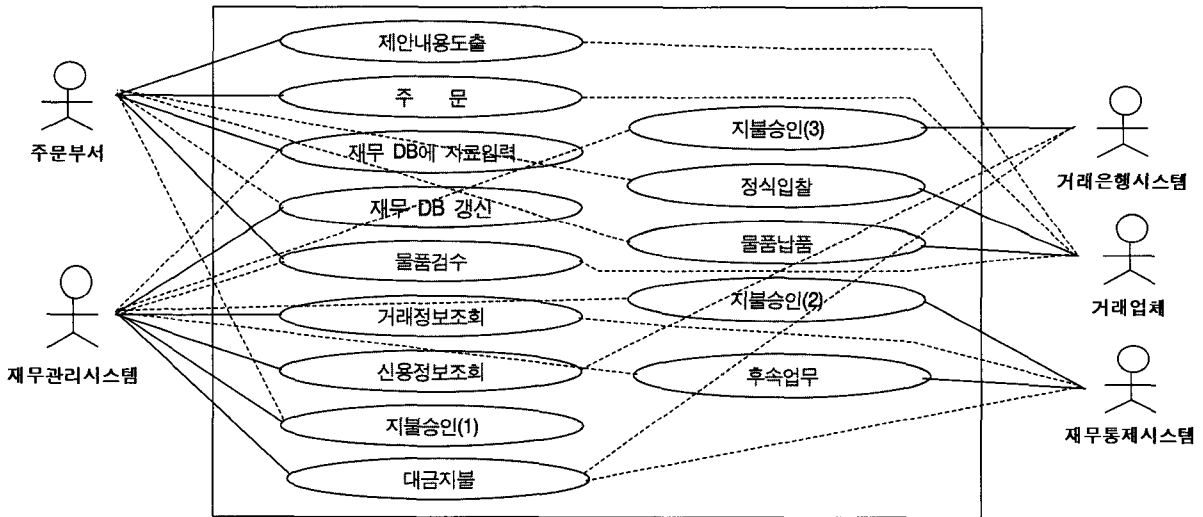 제안내용도출
주 문
재무 DB에 자료입력
재무 DB 갱신
물품검수
거래정보조회
신용정보조회
지불승인(1)
대금지불
지불승인(3)
정식입찰
물품납품
지불승인(2)
후속업무
주문부서
재무관리시스템
거래은행시스템
거래업체
재무통제시스템